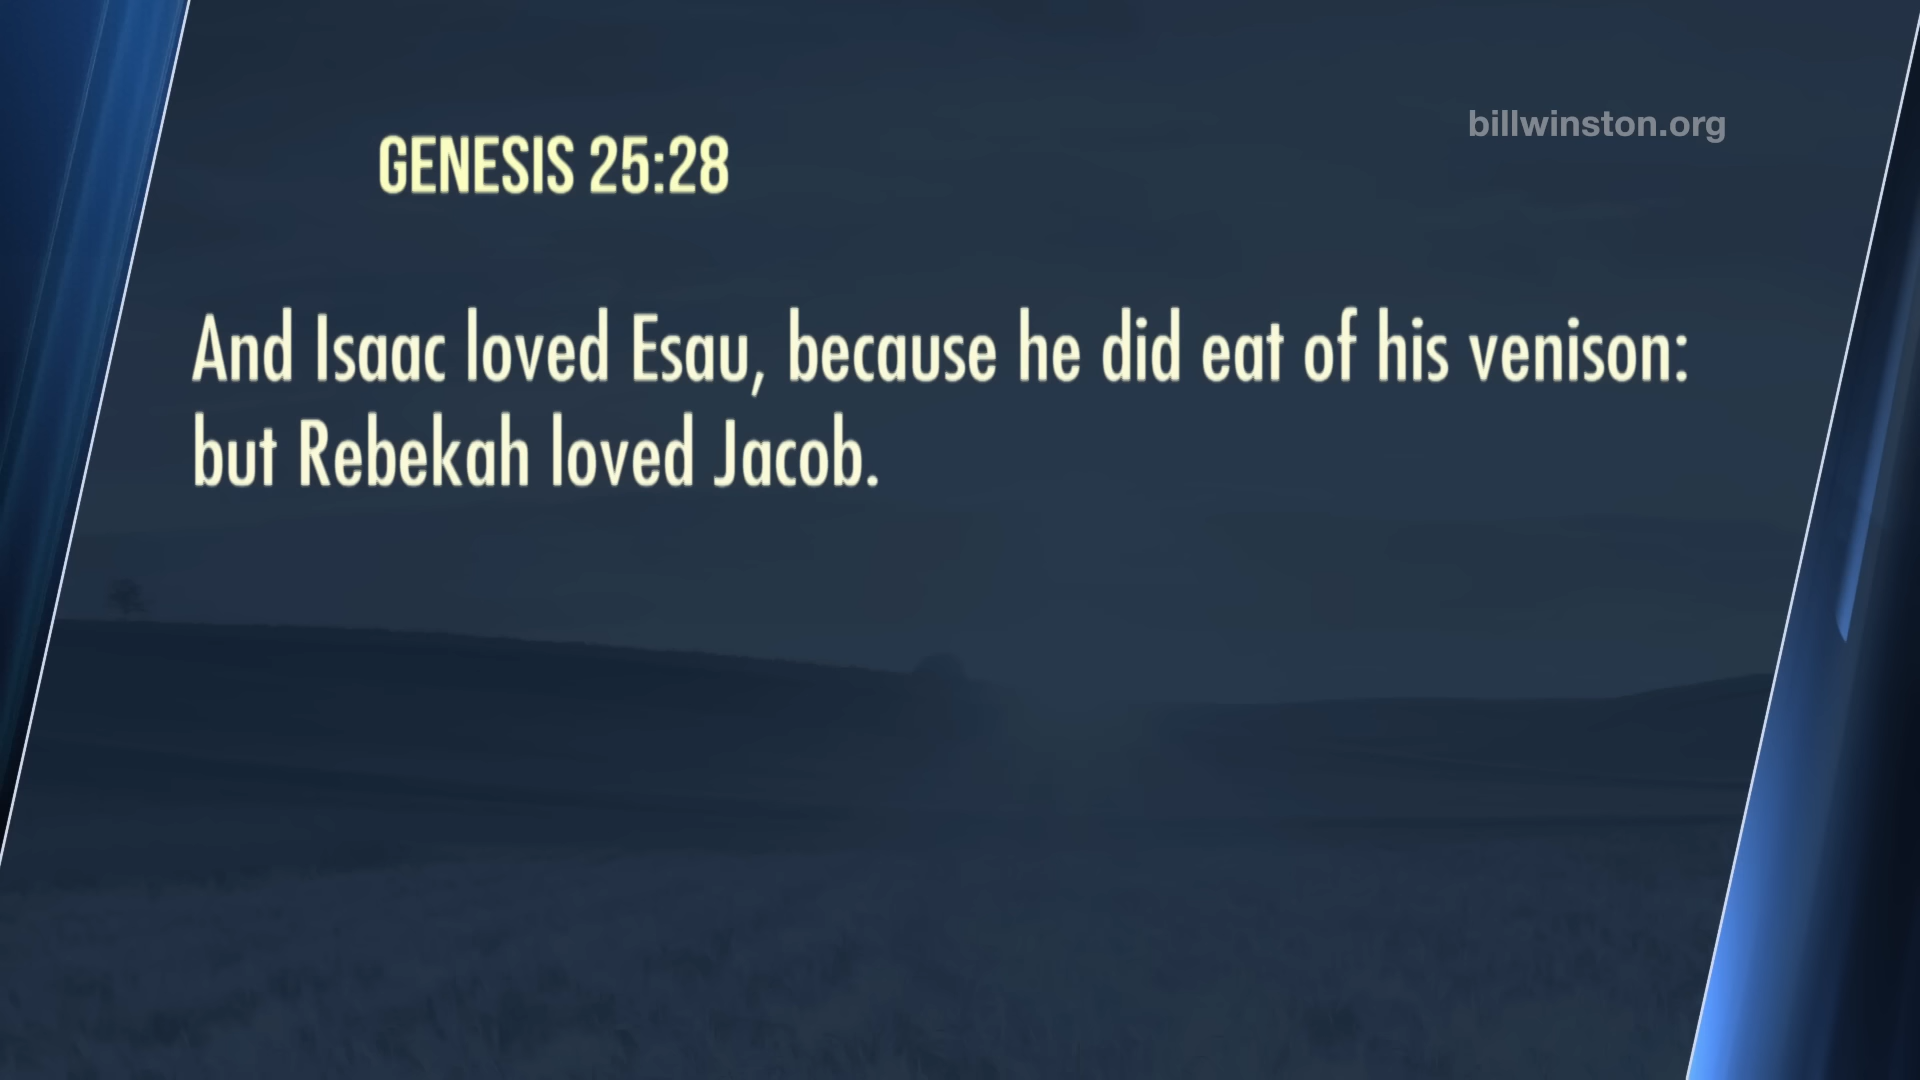 billwinston.org
GENESIS 25:28
And Isaac loved Esau, because he did eat of his venison:
but Rebekah loved Jacob.